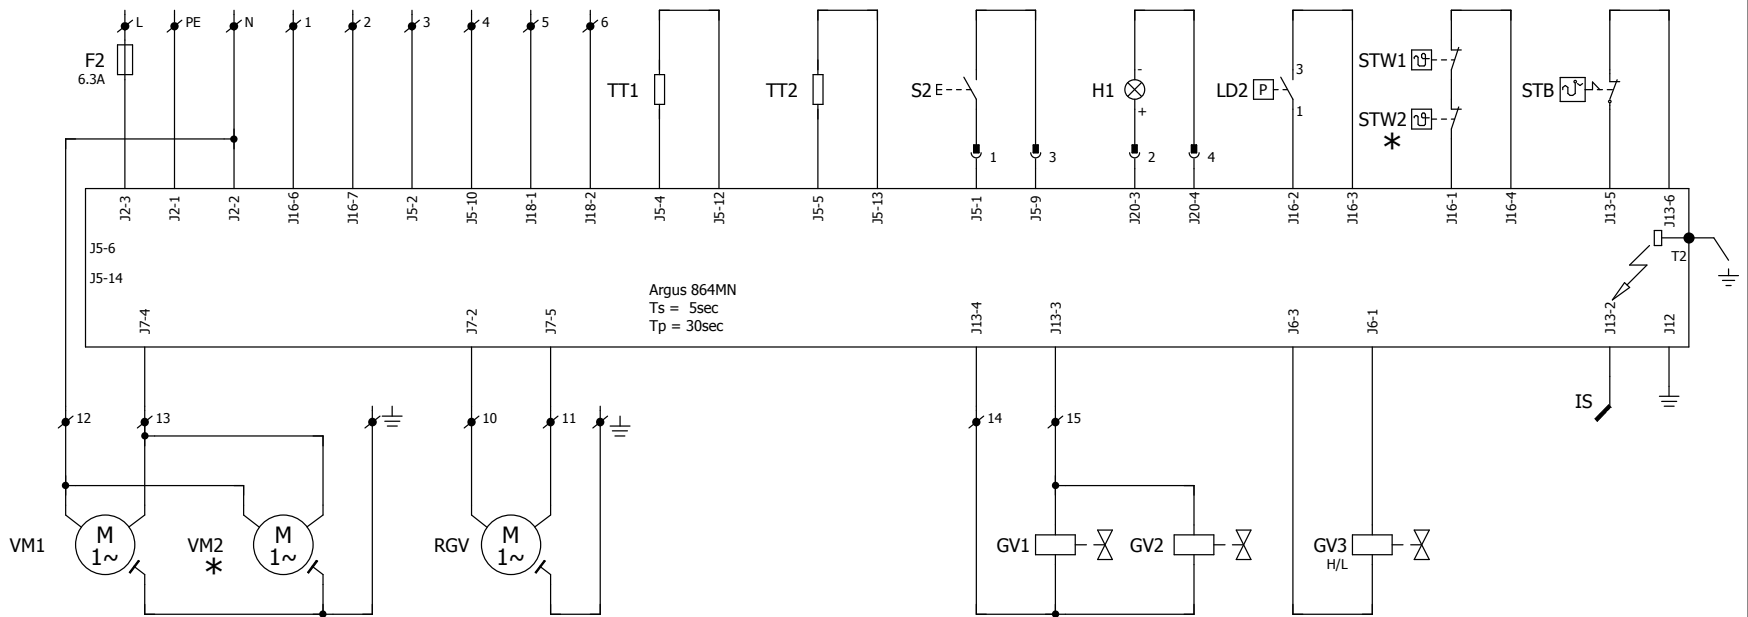 L
PE
N
1
2
3
4
5
6
F2
6.3A
TT1
TT2
S2
E
1
3
H1
-
+
2
4
LD2
P
3
1
STW1
STW2
*
STB
J2-3
J2-1
J2-2
J16-6
J16-7
J5-2
J5-10
J18-1
J18-2
J5-4
J5-12
J5-5
J5-13
J5-1
J5-9
J20-3
J20-4
J16-2
J16-3
J16-1
J16-4
J13-5
J13-6
J5-6
J5-14
T2
Argus 864MN
Ts = 5sec
Tp = 30sec
J7-4
J7-2
J7-5
J13-4
J13-3
J6-3
J6-1
J13-2
J12
12
13
10
11
14
15
IS
VM1
M
1~
VM2
*
M
1~
RGV
M
1~
GV1
GV2
GV3
H/L